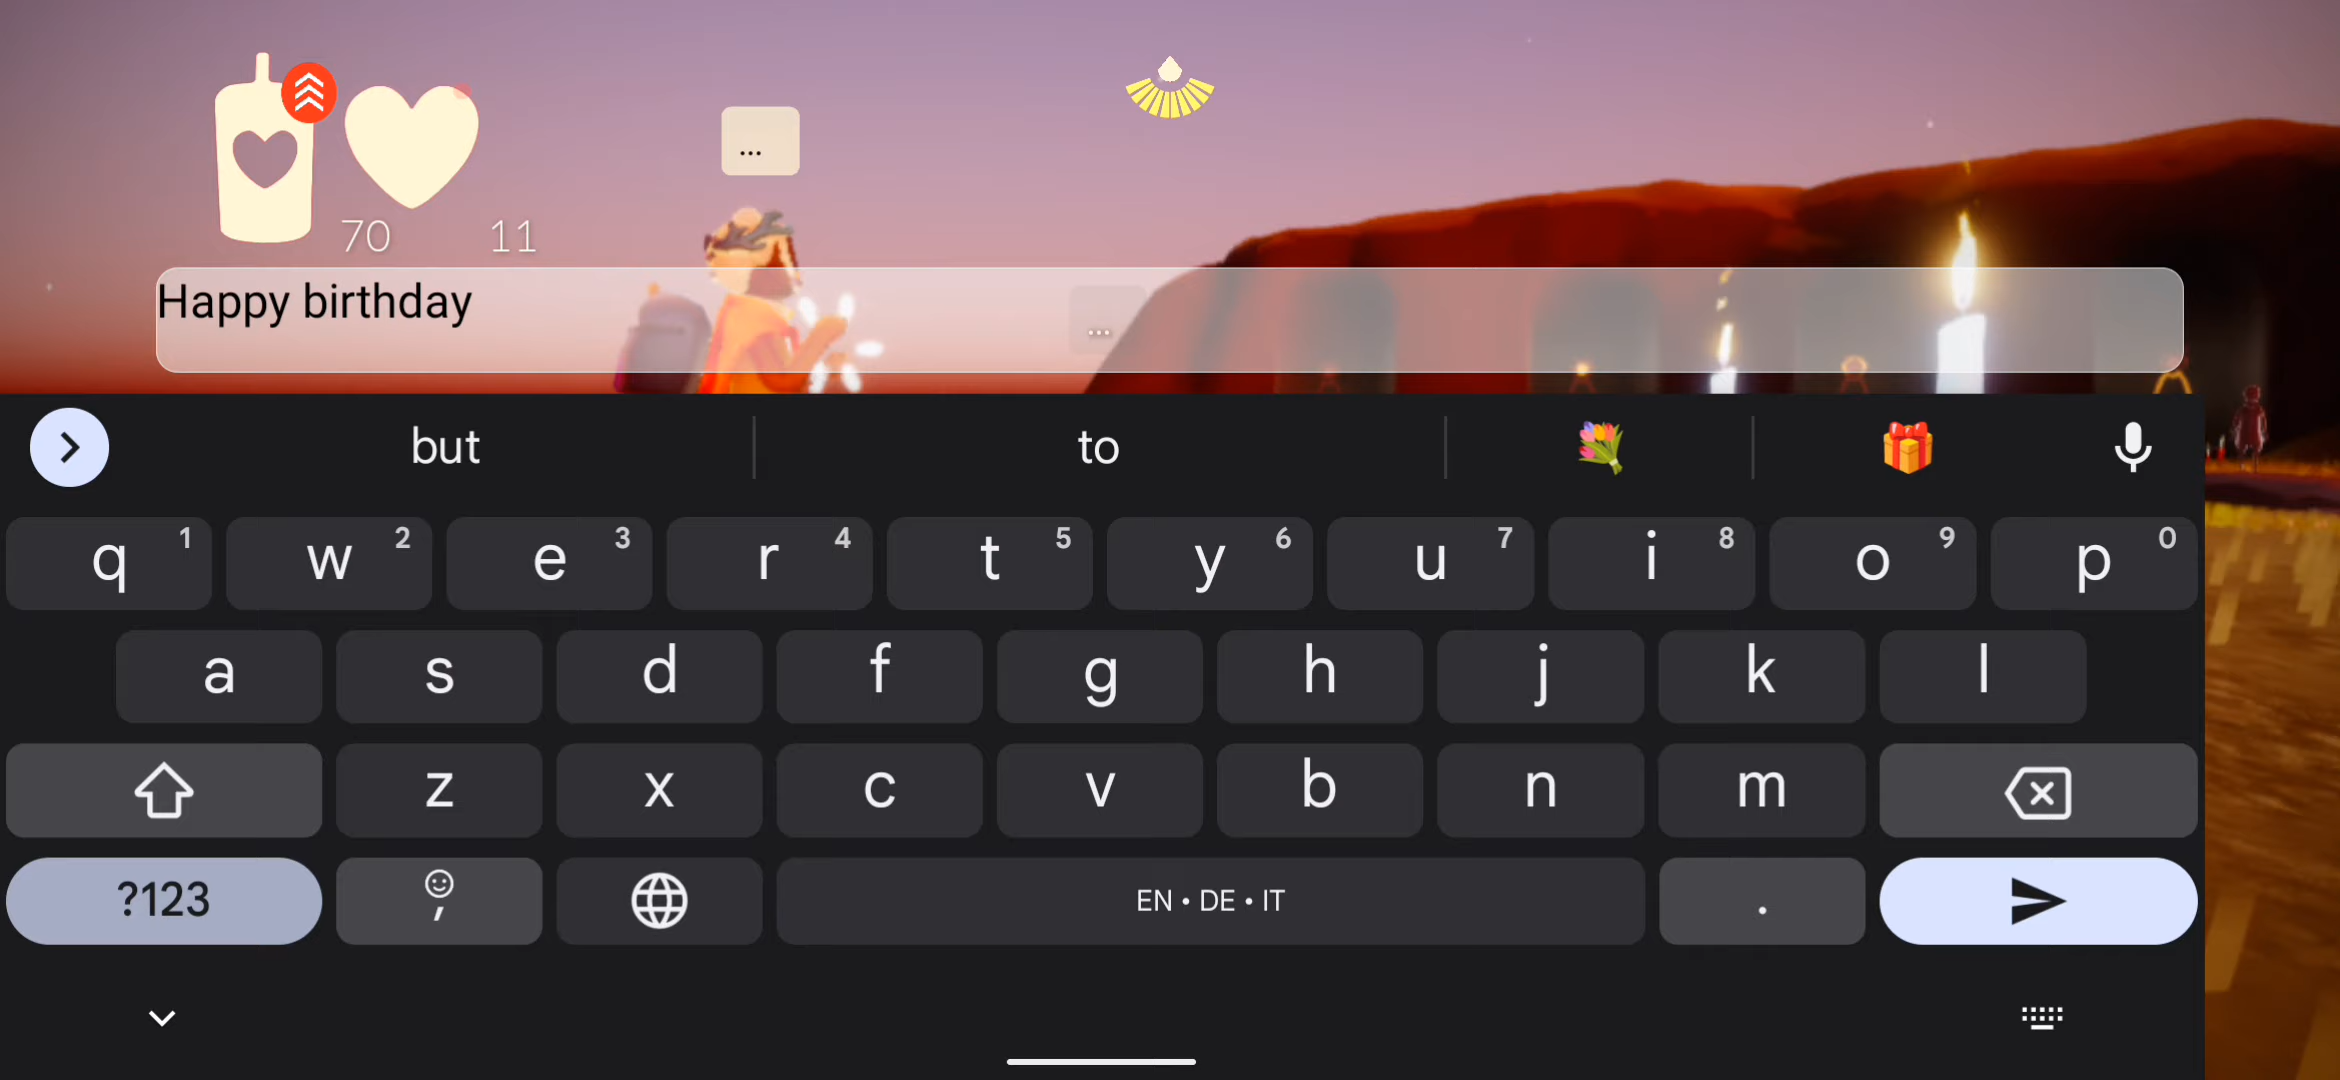 ...
70 11
Happy birthday
...
but to 💐 🎁
q 1 w 2 e 3 r 4 t 5 y 6 u 7 i 8 o 9 p 0
a s d f g h j k l
z x c v b n m
?123 , EN • DE • IT .